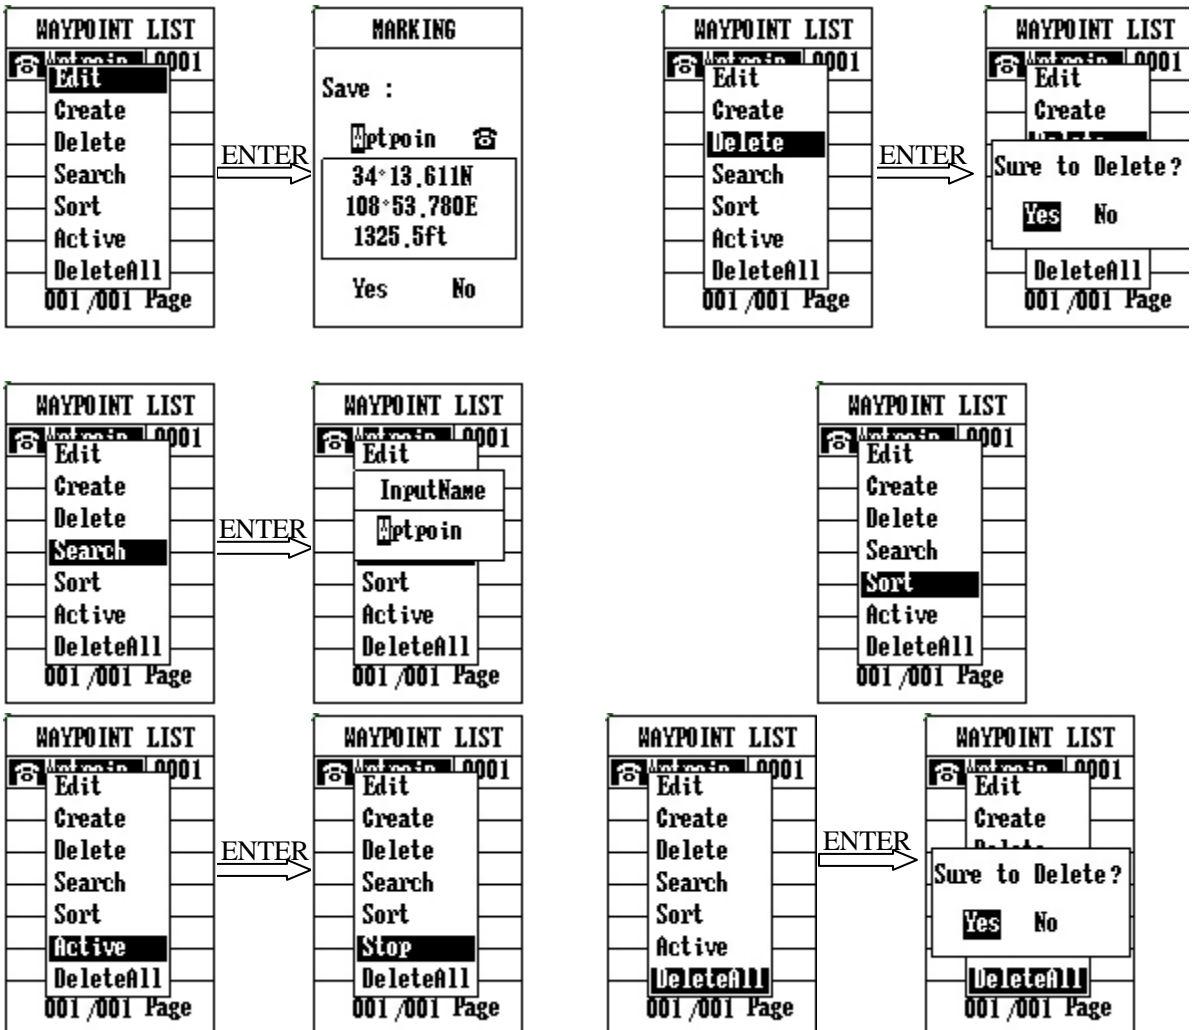 WAYPOINT LIST
0001
Edit
Create
Delete
Search
Sort
Active
DeleteAll
001/001 Page
ENTER
MARKING
Save :
Wptpoin
34°13.611N
108°53.780E
1325.5ft
Yes No
WAYPOINT LIST
0001
Edit
Create
Delete
Search
Sort
Active
DeleteAll
001/001 Page
ENTER
WAYPOINT LIST
0001
Edit
Create
Sure to Delete?
Yes No
DeleteAll
001/001 Page
WAYPOINT LIST
0001
Edit
Create
Delete
Search
Sort
Active
DeleteAll
001/001 Page
ENTER
WAYPOINT LIST
0001
Edit
InputName
Wptpoin
Sort
Active
DeleteAll
001/001 Page
WAYPOINT LIST
0001
Edit
Create
Delete
Search
Sort
Active
DeleteAll
001/001 Page
WAYPOINT LIST
0001
Edit
Create
Delete
Search
Sort
Active
DeleteAll
001/001 Page
ENTER
WAYPOINT LIST
0001
Edit
Create
Delete
Search
Sort
Stop
DeleteAll
001/001 Page
WAYPOINT LIST
0001
Edit
Create
Delete
Search
Sort
Active
DeleteAll
001/001 Page
ENTER
WAYPOINT LIST
0001
Edit
Create
Sure to Delete?
Yes No
DeleteAll
001/001 Page